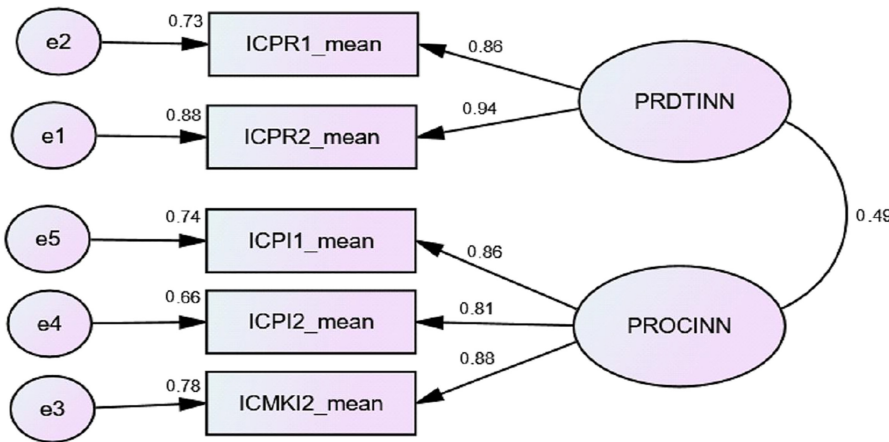 e2
0.73
ICPR1_mean
0.86
PRDTINN
e1
0.88
ICPR2_mean
0.94
0.49
e5
0.74
ICPI1_mean
0.86
e4
0.66
ICPI2_mean
0.81
PROCINN
e3
0.78
ICMKI2_mean
0.88